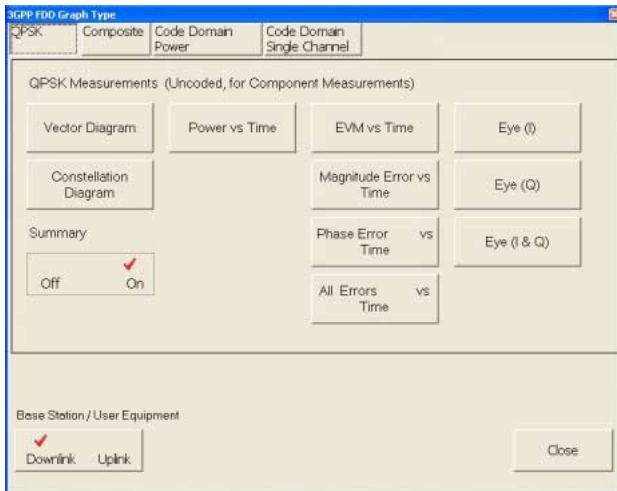 3GPP FDD Graph Type
QPSK
Composite
Code Domain
Power
Code Domain
Single Channel
QPSK Measurements (Uncoded, for Component Measurements)
Vector Diagram
Power vs Time
EVM vs Time
Eye (I)
Constellation
Diagram
Magnitude Error vs
Time
Eye (Q)
Summary
Off On
Phase Error vs
Time
Eye (I & Q)
All Errors vs
Time
Base Station / User Equipment
Downlink Uplink
Close